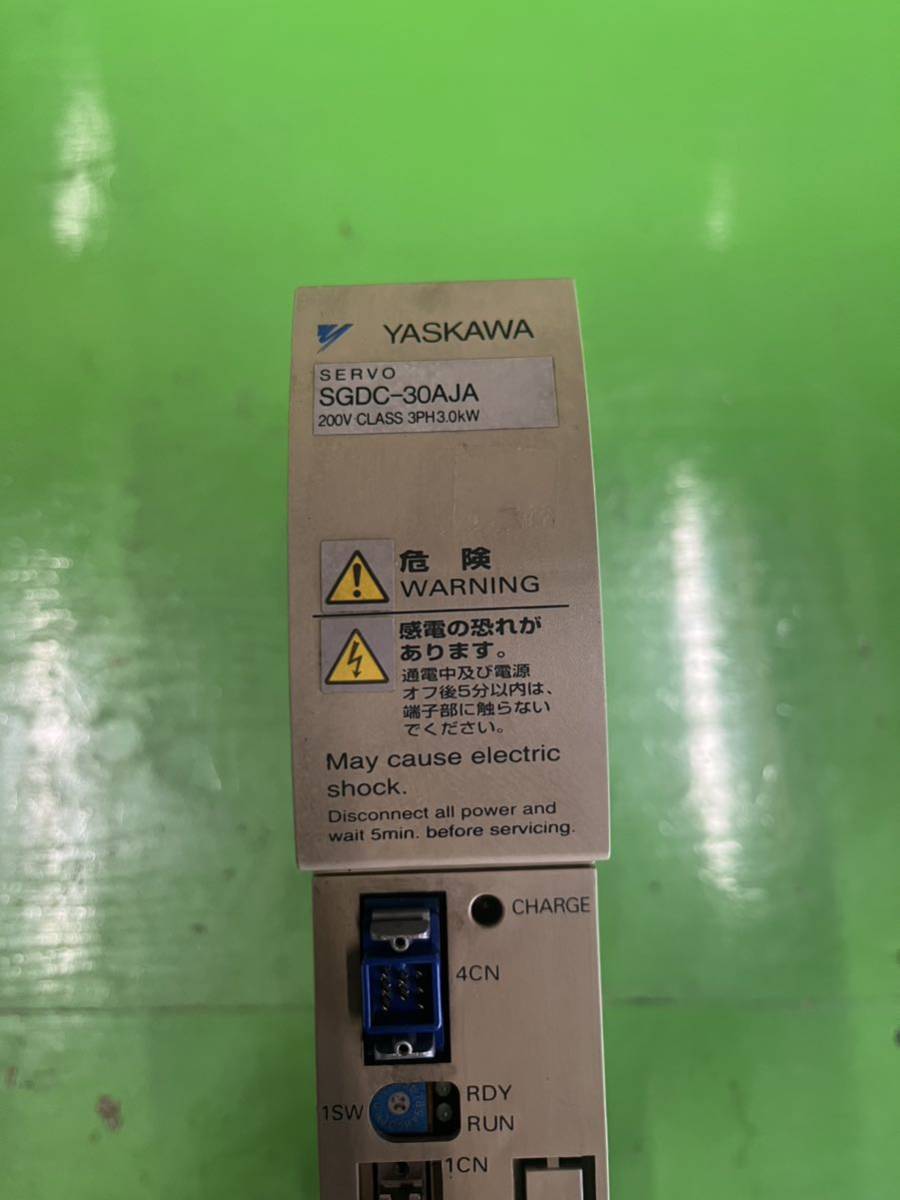 YASKAWA
SERVO
SGDC-30AJA
200V CLASS 3PH3.0kW
危険
WARNING
感電の恐れが
あります。
通電中及び電源
オフ後5分以内は、
端子部に触らない
でください。
May cause electric
shock.
Disconnect all power and
wait 5min. before servicing.
CHARGE
4CN
RDY
1SW
RUN
1CN